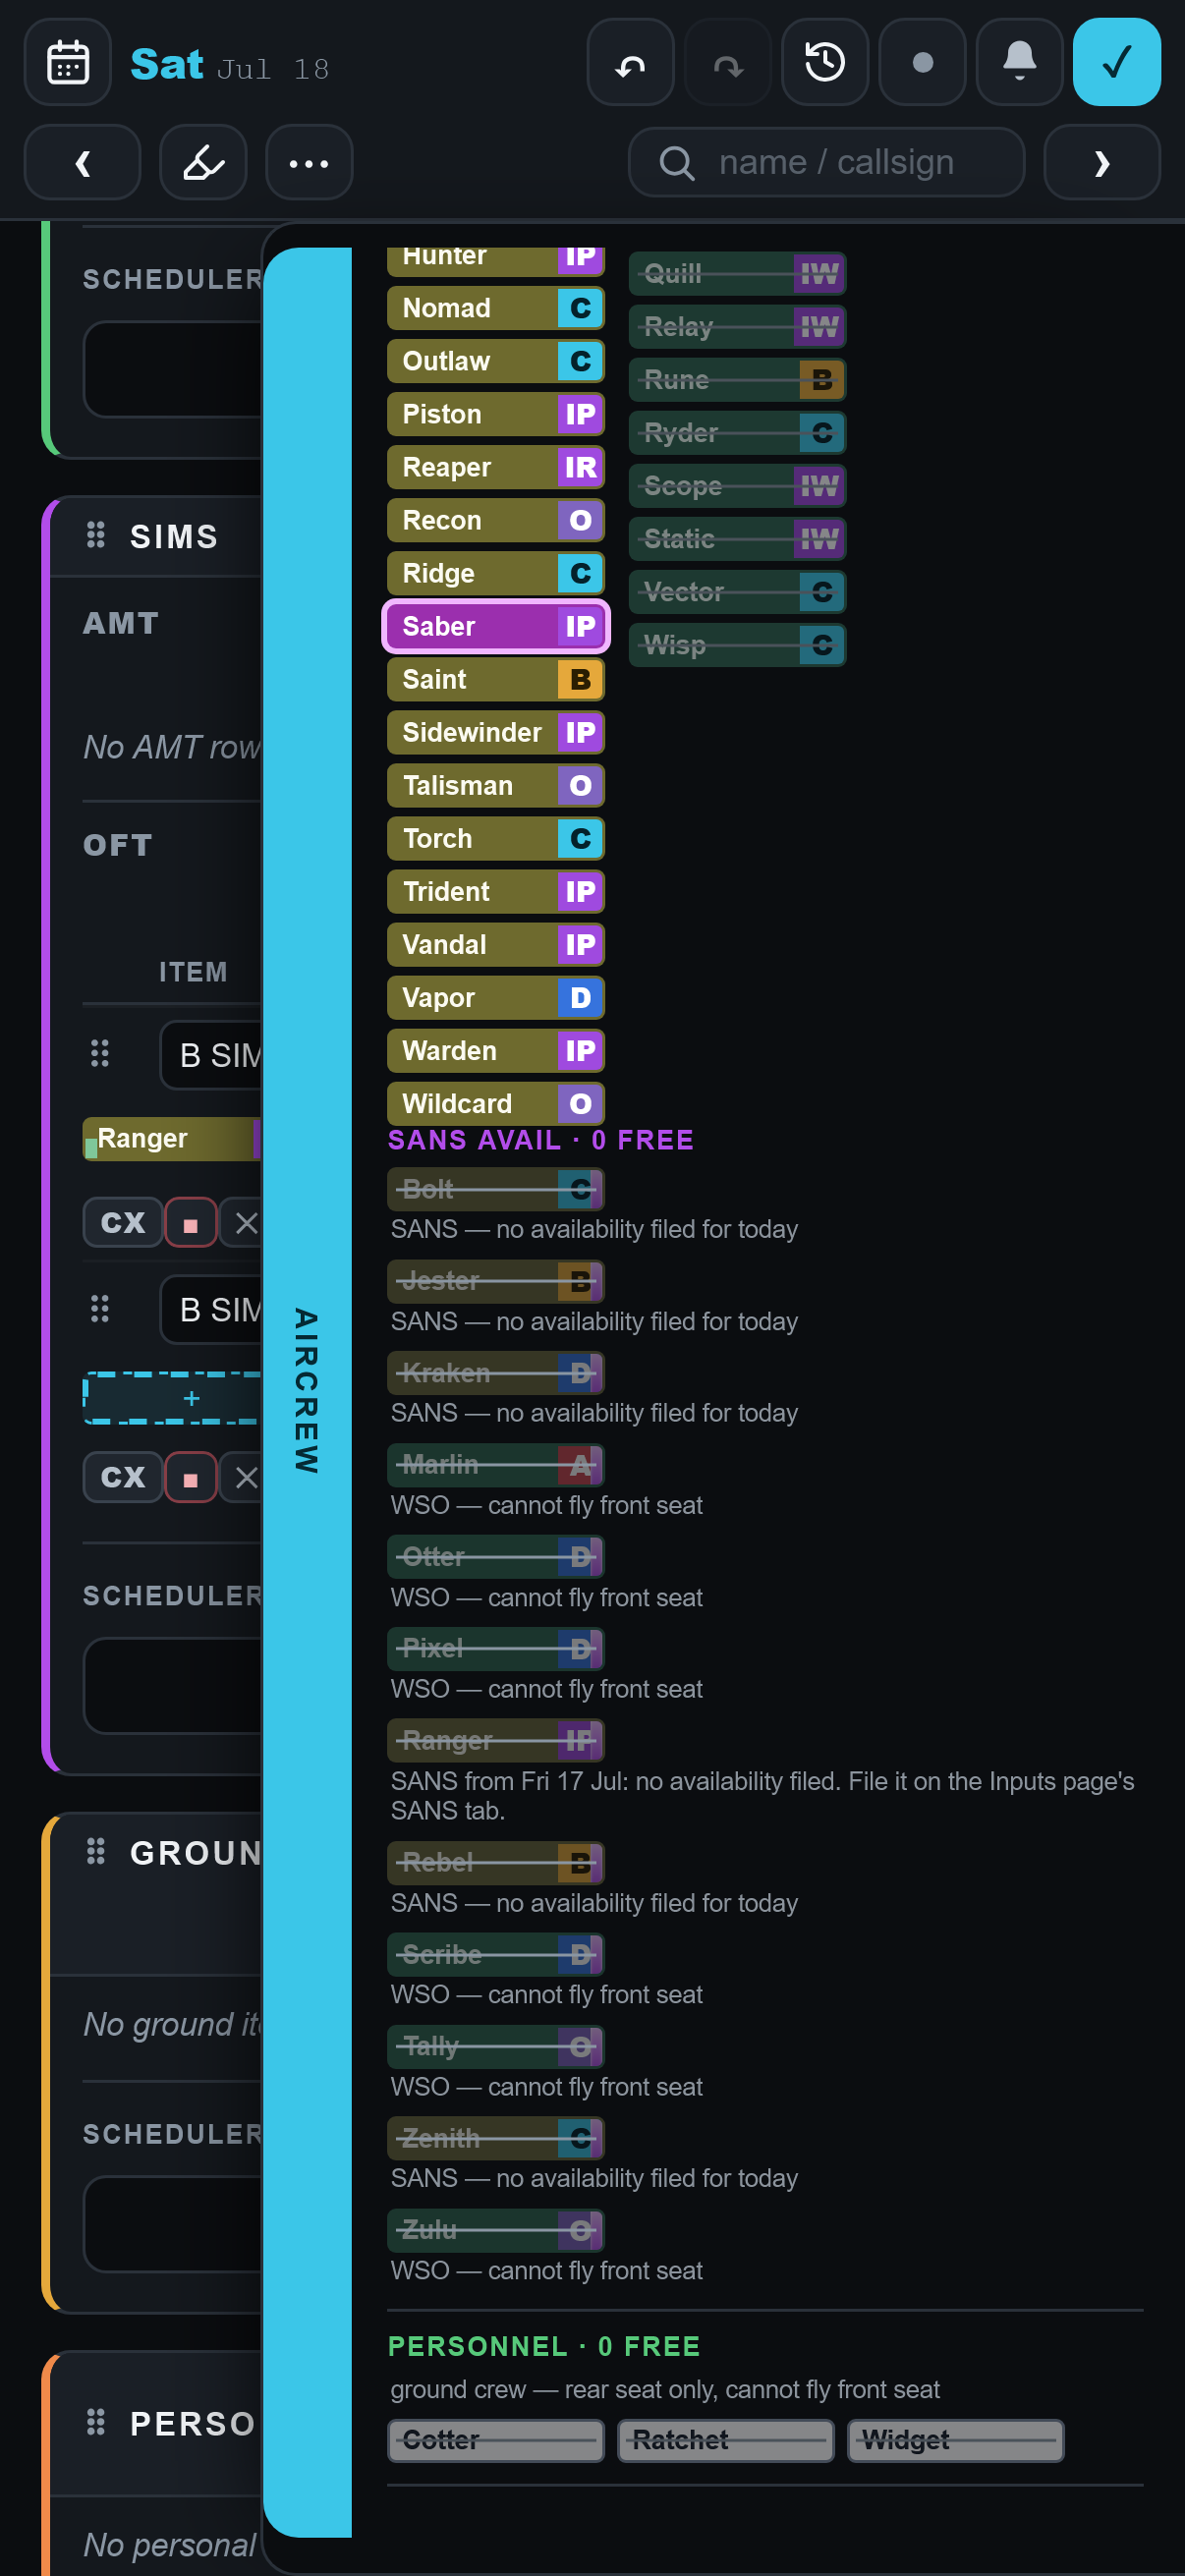 Sat Jul 18
name / callsign
SCHEDULER
SIMS
AMT
No AMT row
OFT
ITEM
B SIM
Ranger
CX
B SIM
+
CX
SCHEDULER
GROUN
No ground it
SCHEDULER
PERSO
No personal
AIRCREW
Hunter IP
Nomad C
Outlaw C
Piston IP
Reaper IR
Recon O
Ridge C
Saber IP
Saint B
Sidewinder IP
Talisman O
Torch C
Trident IP
Vandal IP
Vapor D
Warden IP
Wildcard O
Quill IW
Relay IW
Rune B
Ryder C
Scope IW
Static IW
Vector C
Wisp C
SANS AVAIL · 0 FREE
Bolt C
SANS — no availability filed for today
Jester B
SANS — no availability filed for today
Kraken D
SANS — no availability filed for today
Marlin A
WSO — cannot fly front seat
Otter D
WSO — cannot fly front seat
Pixel D
WSO — cannot fly front seat
Ranger IP
SANS from Fri 17 Jul: no availability filed. File it on the Inputs page's
SANS tab.
Rebel B
SANS — no availability filed for today
Scribe D
WSO — cannot fly front seat
Tally O
WSO — cannot fly front seat
Zenith C
SANS — no availability filed for today
Zulu O
WSO — cannot fly front seat
PERSONNEL · 0 FREE
ground crew — rear seat only, cannot fly front seat
Cotter Ratchet Widget